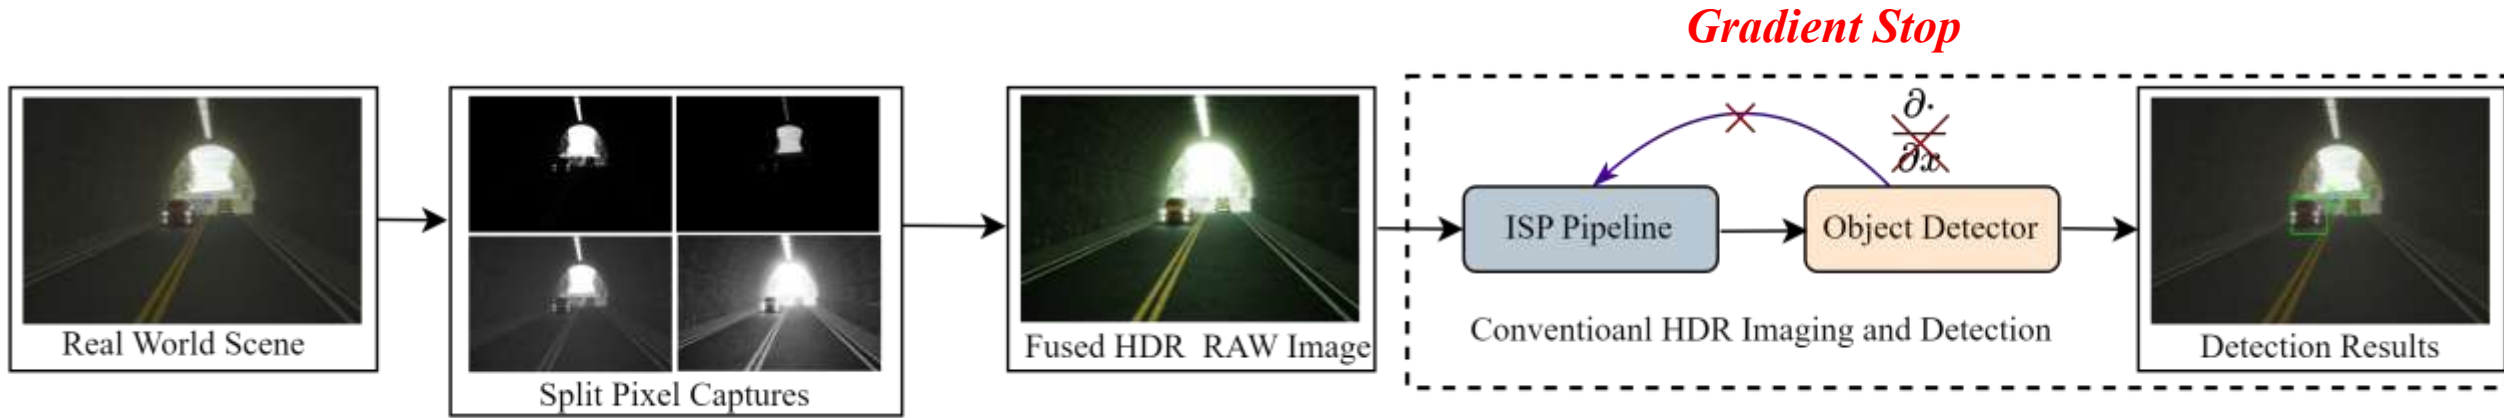 Gradient Stop
Real World Scene
Split Pixel Captures
Fused HDR RAW Image
∂·
∂x
ISP Pipeline
Object Detector
Conventioanl HDR Imaging and Detection
Detection Results